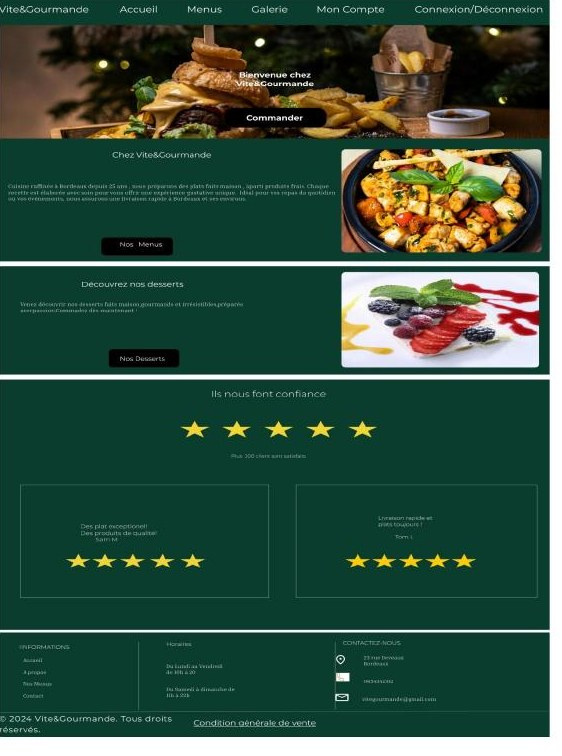 Vite&Gourmande Accueil Menus Galerie Mon Compte Connexion/Déconnexion
Bienvenue chez
Vite&Gourmande
Commander
Chez Vite&Gourmande
Cuisine raffinée à Bordeaux depuis 25 ans , nous préparons des plats faits maison , àparti produits frais. Chaque
recette est élaborée avec soin pour vous offrir une expérience gustative unique . Idéal pour vos repas du quotidien
ou vos événements, nous assurons une livraison rapide à Bordeaux et ses environs.
Nos Menus
Découvrez nos desserts
Venez découvrir nos desserts faits maison,gourmands et irrésistibles,préparés
avecpassion.Commandez dès maintenant !
Nos Desserts
Ils nous font confiance
Plus 300 client sont satisfais
Des plat exceptionel!
Des produits de qualité!
Sam M
Livraison rapide et
plats toujours !
Tom L
INFORMATIONS
Accueil
A propos
Nos Menus
Contact
Horaires
Du Lundi au Vendredi
de 10h à 20
Du Samedi à dimanche de
11h à 22h
CONTACTEZ-NOUS
23 rue
Bordeaux
vitegourmande@gmail.com
© 2024 Vite&Gourmande. Tous droits
réservés.
Condition générale de vente